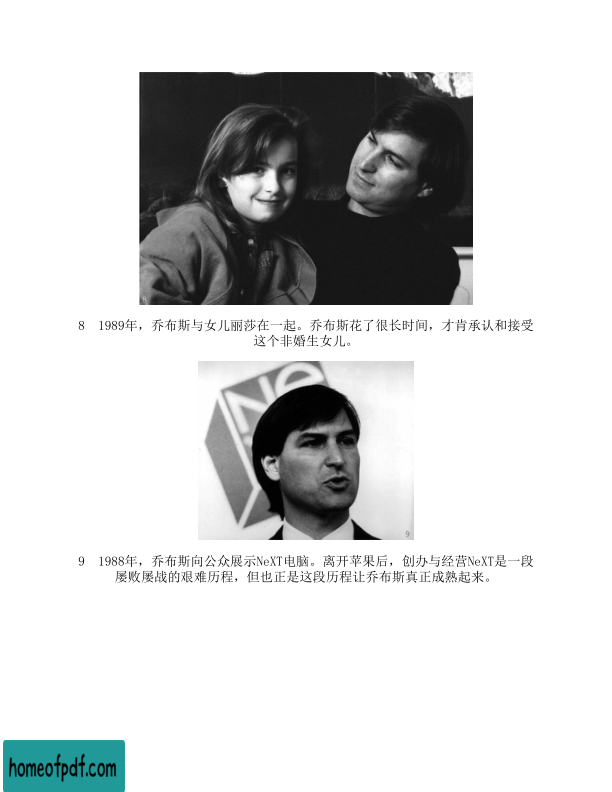 Ne
8 1989年，乔布斯与女儿丽莎在一起。乔布斯花了很长时间，才肯承认和接受
这个非婚生女儿。
9
9 1988年，乔布斯向公众展示NeXT电脑。离开苹果后，创办与经营NeXT是一段
屡败屡战的艰难历程，但也正是这段历程让乔布斯真正成熟起来。
homeofpdf.com